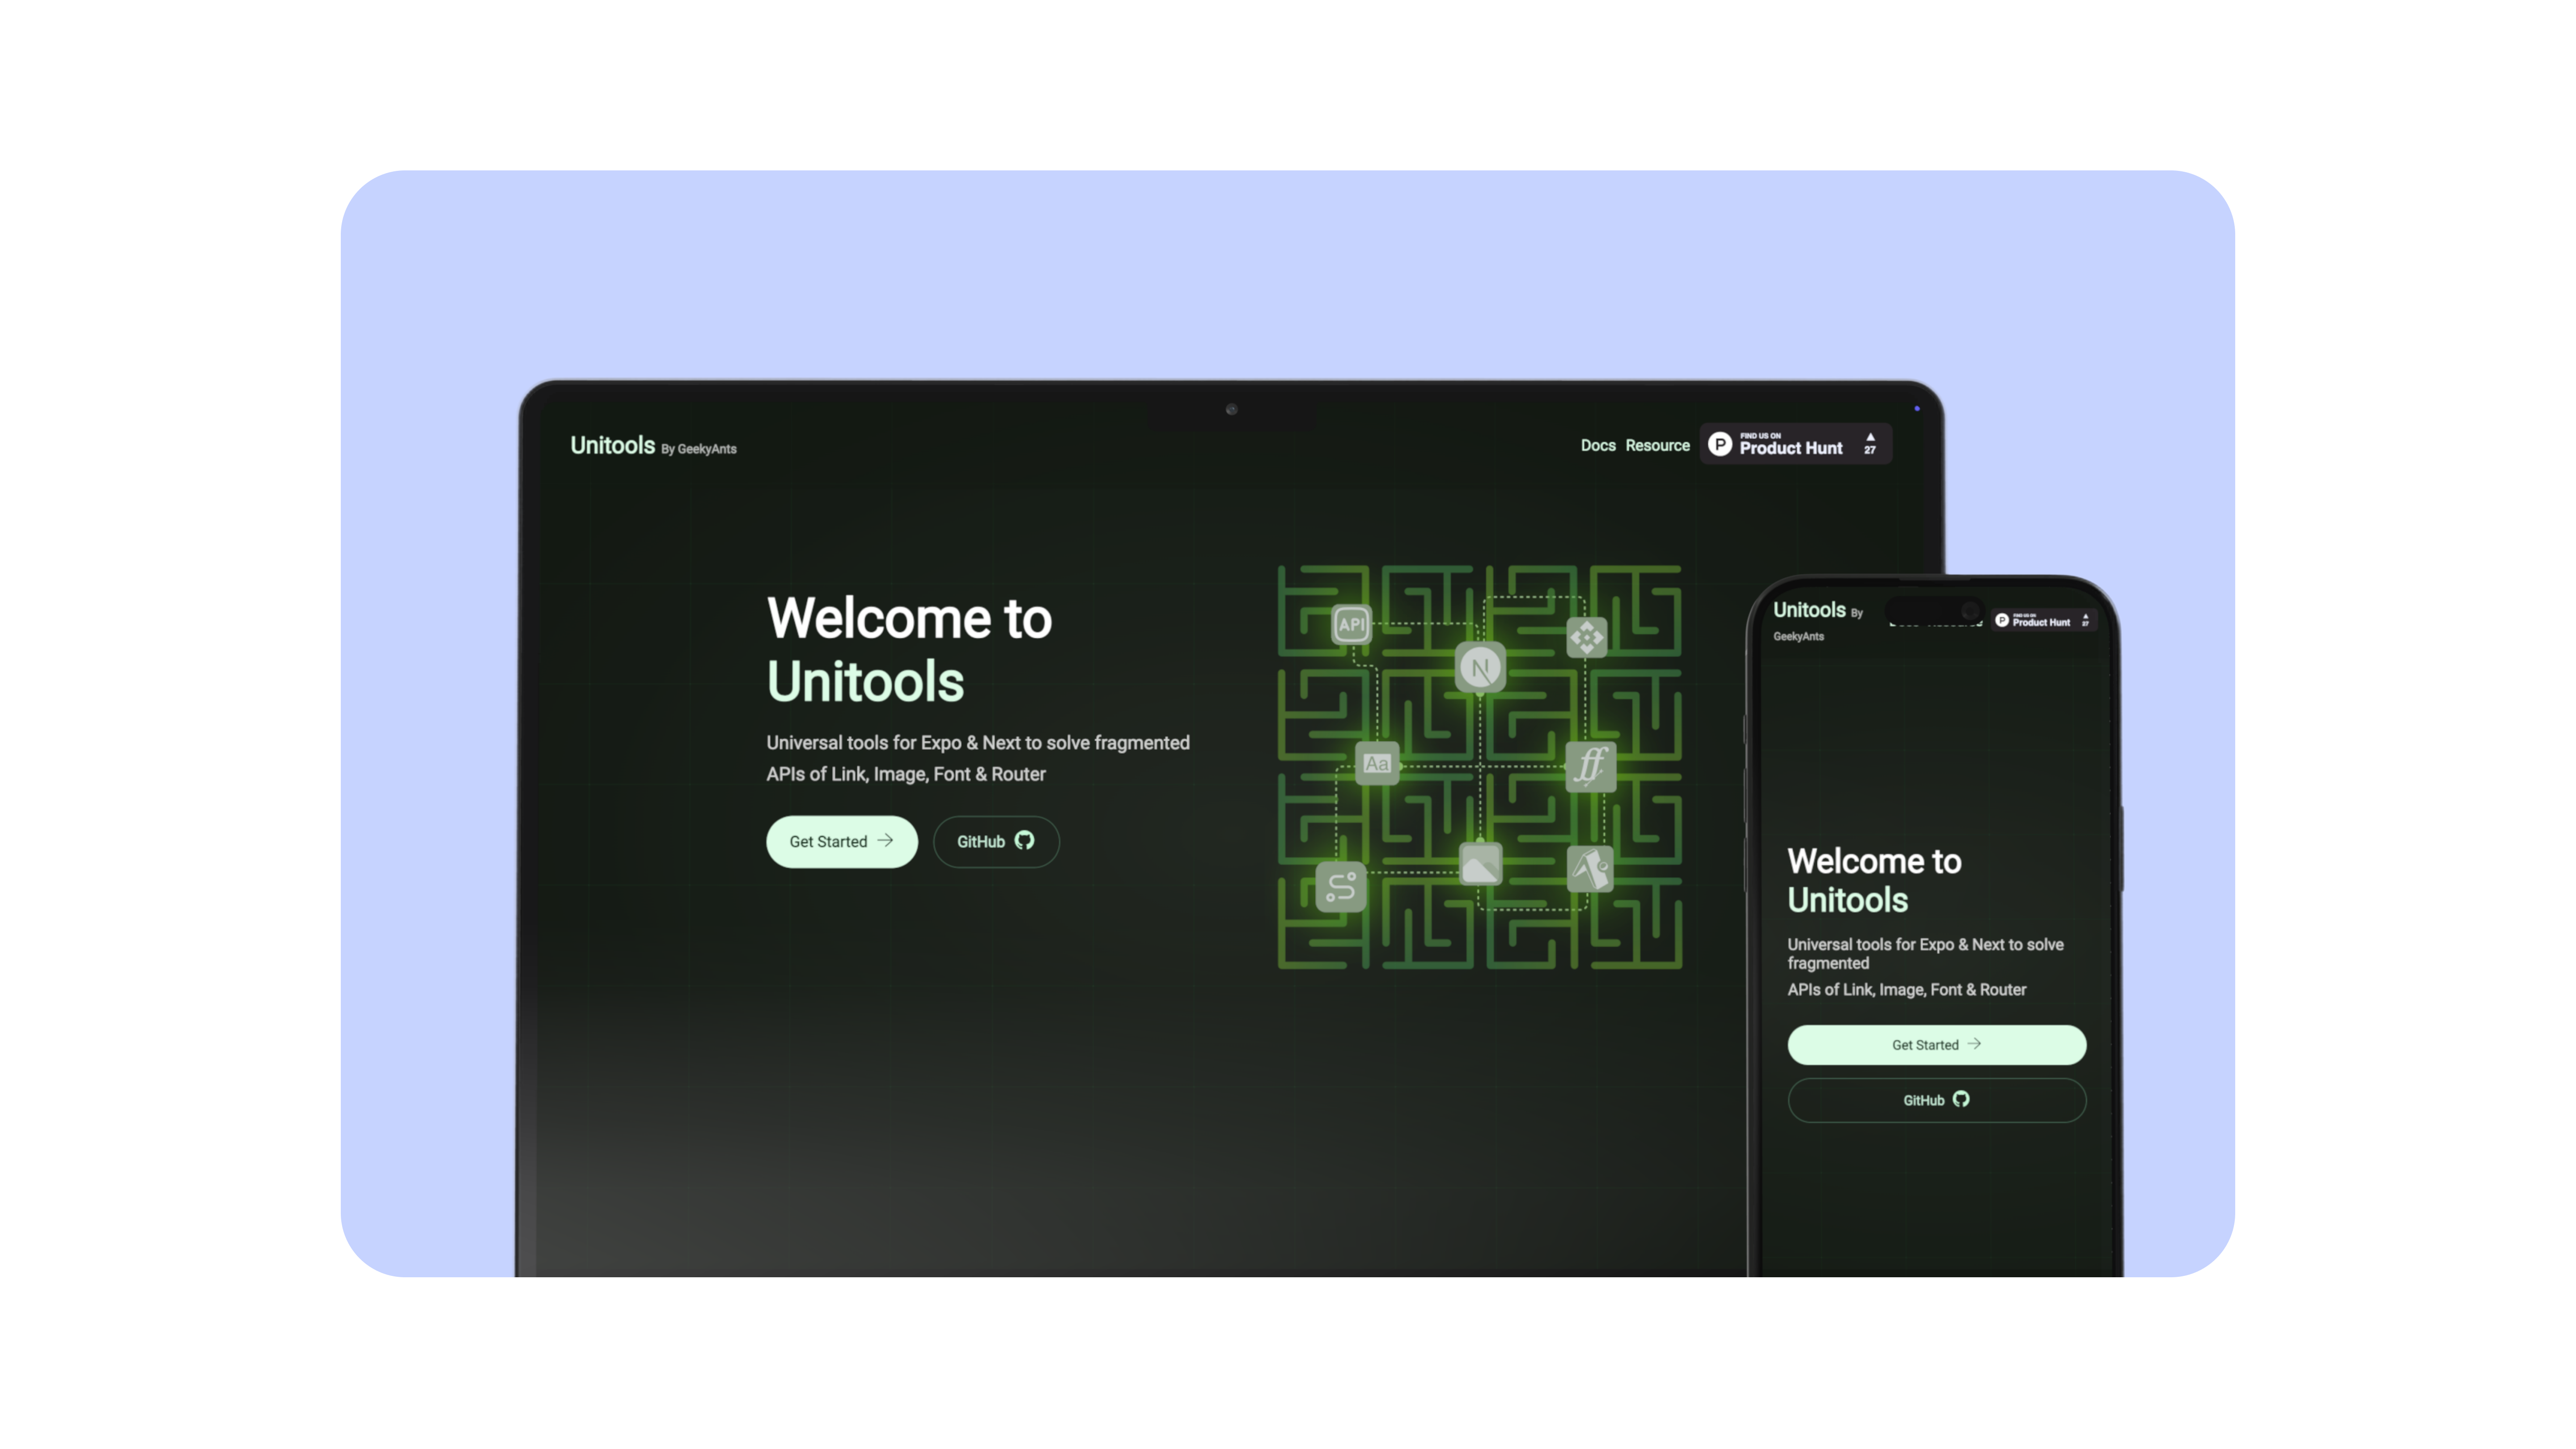 Unitools By GeekyAnts
Docs Resource
FIND US ON
Product Hunt
27
Welcome to
Unitools
Universal tools for Expo & Next to solve fragmented
APIs of Link, Image, Font & Router
Get Started
GitHub
API
N
Aa
ff
Unitools By
GeekyAnts
FIND US ON
Product Hunt
27
Welcome to
Unitools
Universal tools for Expo & Next to solve
fragmented
APIs of Link, Image, Font & Router
Get Started
GitHub